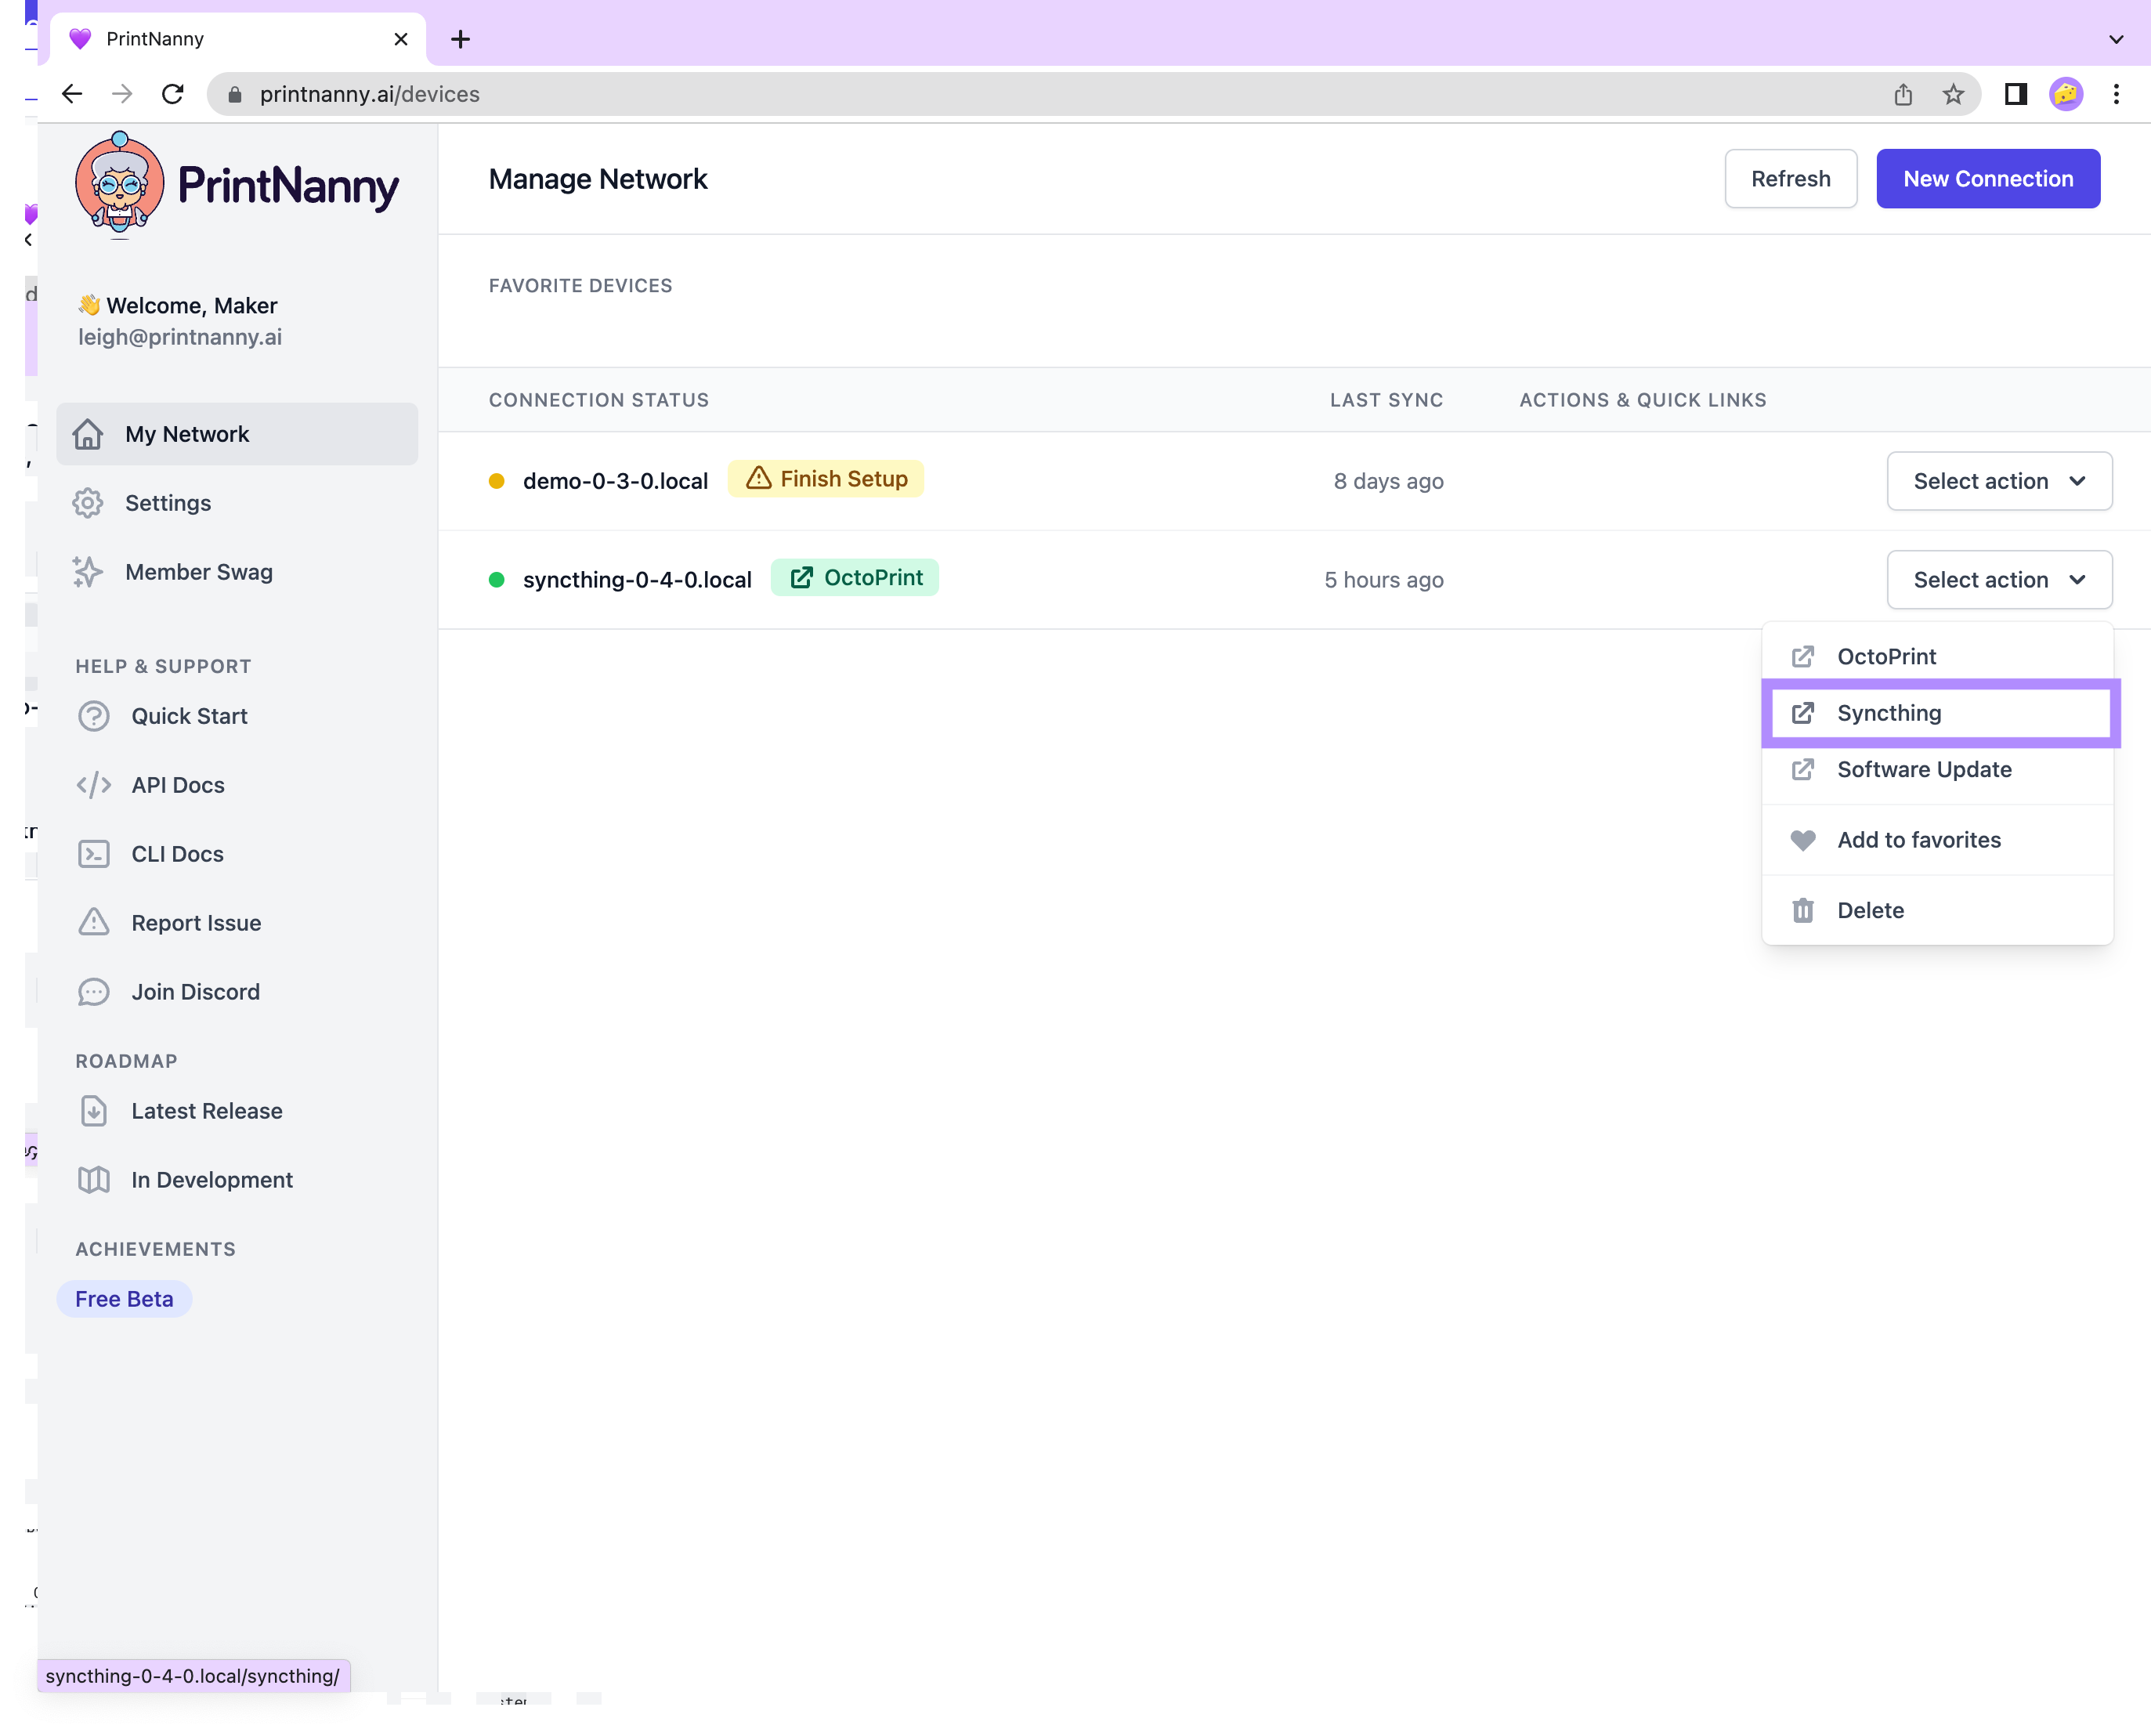 PrintNanny
printnanny.ai/devices
PrintNanny
👋 Welcome, Maker
leigh@printnanny.ai
My Network
Settings
Member Swag
HELP & SUPPORT
Quick Start
API Docs
CLI Docs
Report Issue
Join Discord
ROADMAP
Latest Release
In Development
ACHIEVEMENTS
Free Beta
Manage Network
Refresh
New Connection
FAVORITE DEVICES
CONNECTION STATUS LAST SYNC ACTIONS & QUICK LINKS
demo-0-3-0.local Finish Setup 8 days ago Select action
syncthing-0-4-0.local OctoPrint 5 hours ago Select action
OctoPrint
Syncthing
Software Update
Add to favorites
Delete
syncthing-0-4-0.local/syncthing/